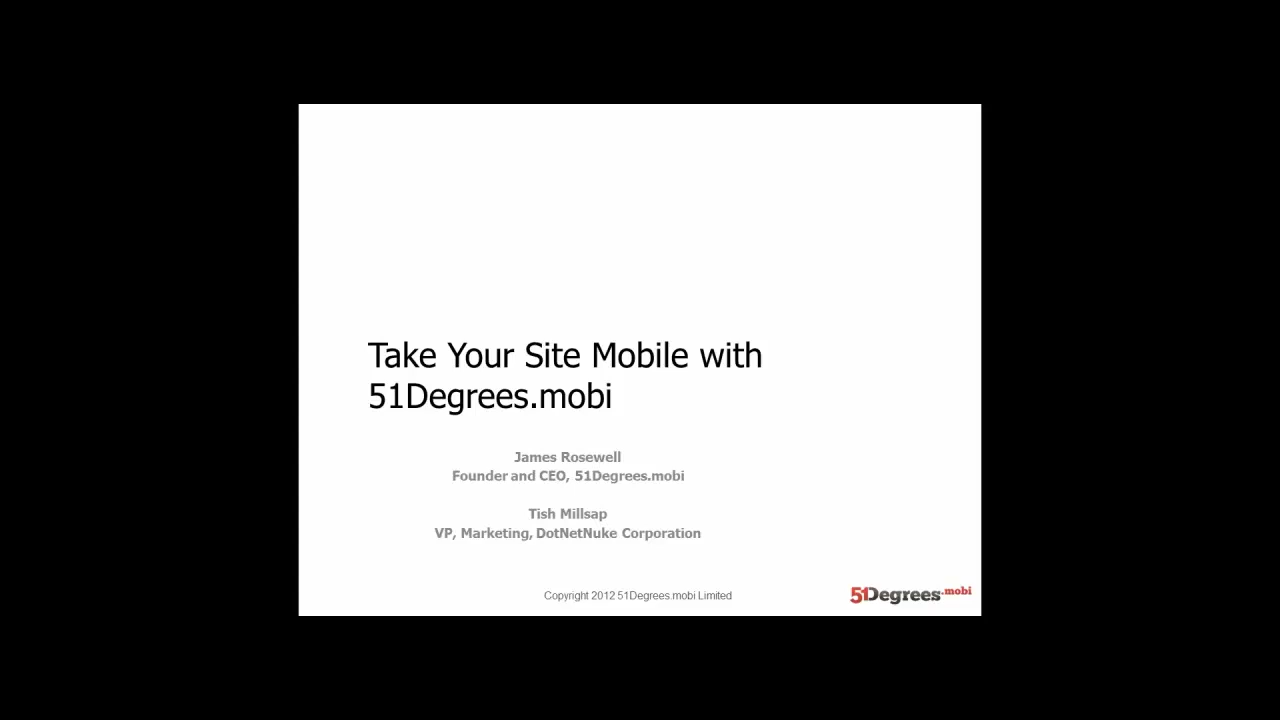 Take Your Site Mobile with
51Degrees.mobi
James Rosewell
Founder and CEO, 51Degrees.mobi
Tish Millsap
VP, Marketing, DotNetNuke Corporation
Copyright 2012 51Degrees.mobi Limited
51Degrees.mobi